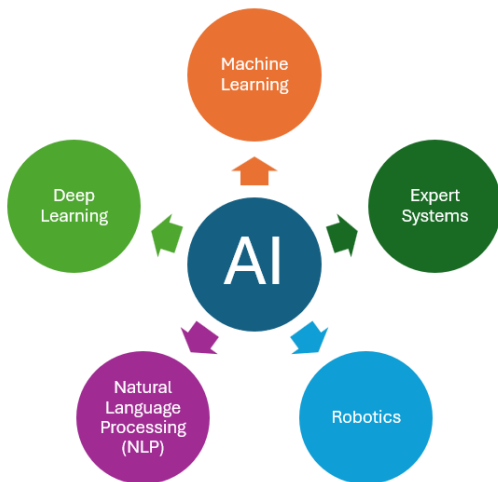 Machine
Learning
Deep
Learning
Expert
Systems
AI
Natural
Language
Processing
(NLP)
Robotics